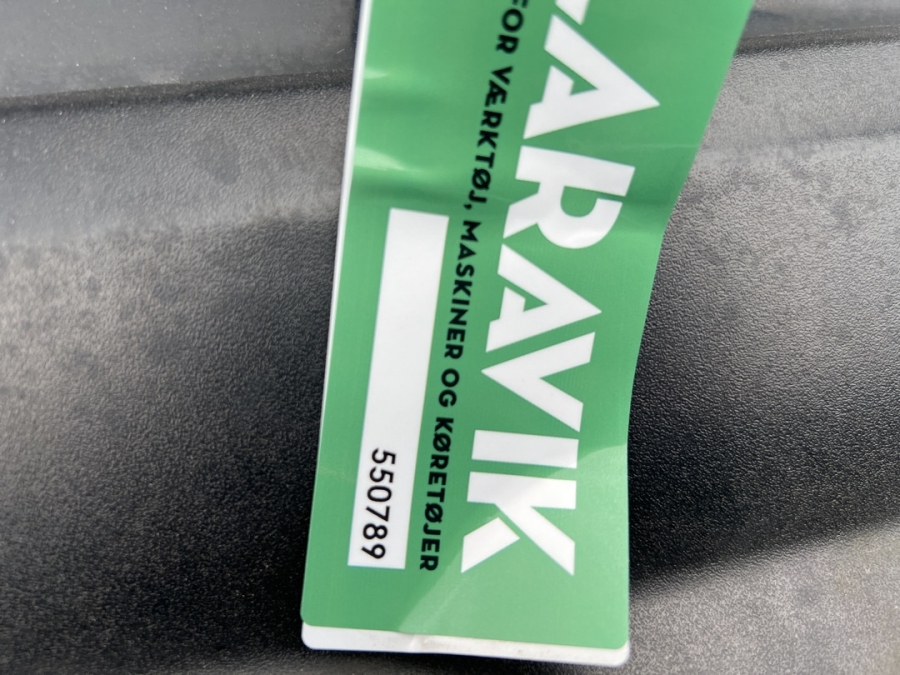 ARAVIK
FOR VÆRKTØJ, MASKINER OG KØRETØJER
550789